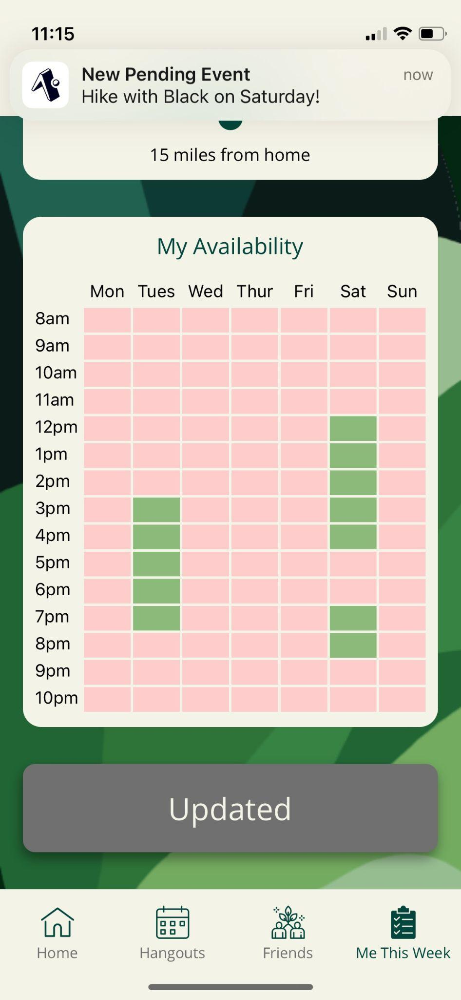 11:15
New Pending Event
now
Hike with Black on Saturday!
15 miles from home
My Availability
Mon Tues Wed Thur Fri Sat Sun
8am
9am
10am
11am
12pm
1pm
2pm
3pm
4pm
5pm
6pm
7pm
8pm
9pm
10pm
Updated
Home Hangouts Friends Me This Week